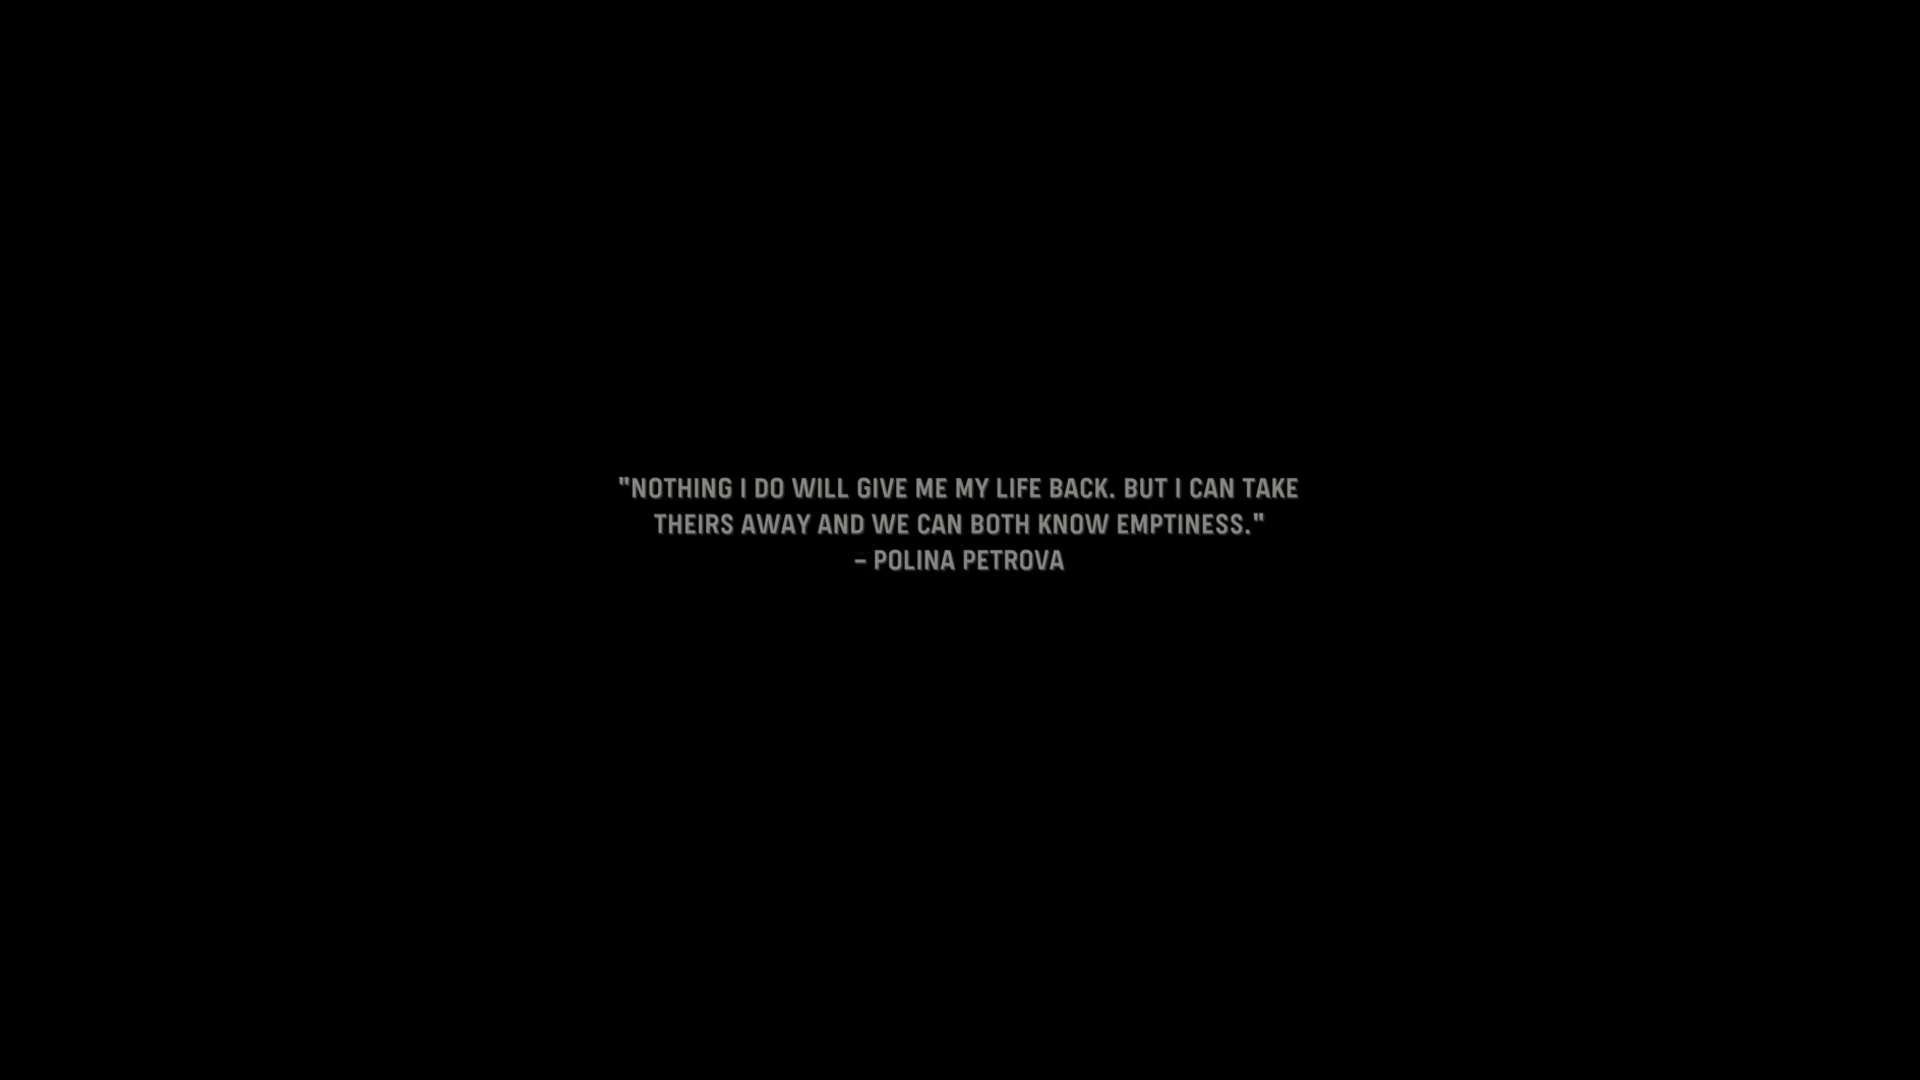 "NOTHING I DO WILL GIVE ME MY LIFE BACK. BUT I CAN TAKE
THEIRS AWAY AND WE CAN BOTH KNOW EMPTINESS."
– POLINA PETROVA